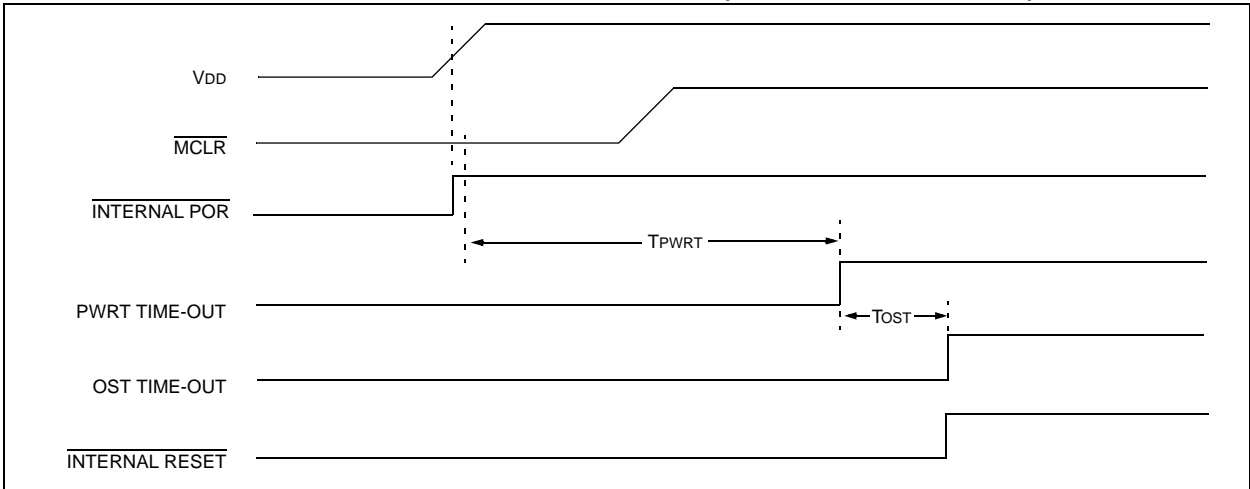 VDD
MCLR
INTERNAL POR
TPWRT
PWRT TIME-OUT
TOST
OST TIME-OUT
INTERNAL RESET